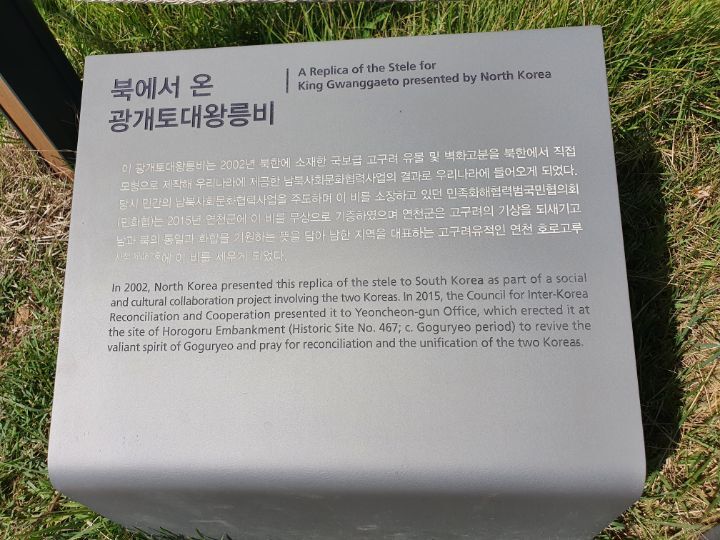 북에서 온
광개토대왕릉비
A Replica of the Stele for
King Gwanggaeto presented by North Korea
이 광개토대왕릉비는 2002년 북한에 소재한 국보급 고구려 유물 및 벽화고분을 북한에서 직접
모형으로 제작해 우리나라에 제공한 남북사회문화협력사업의 결과로 우리나라에 들어오게 되었다.
당시 민간의 남북사회문화협력사업을 주도하며 이 비를 소장하고 있던 민족화해협력범국민협의회
(민화협)는 2015년 연천군에 이 비를 무상으로 기증하였으며 연천군은 고구려의 기상을 되새기고
남과 북의 통일과 화합을 기원하는 뜻을 담아 남한 지역을 대표하는 고구려유적인 연천 호로고루
에 이 비를 세우게 되었다.
In 2002, North Korea presented this replica of the stele to South Korea as part of a social
and cultural collaboration project involving the two Koreas. In 2015, the Council for Inter-Korea
Reconciliation and Cooperation presented it to Yeoncheon-gun Office, which erected it at
the site of Horogoru Embankment (Historic Site No. 467; c. Goguryeo period) to revive the
valiant spirit of Goguryeo and pray for reconciliation and the unification of the two Koreas.